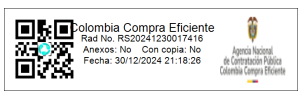 Colombia Compra Eficiente
Rad No. RS20241230017416
Anexos: No Con copia: No
Fecha: 30/12/2024 21:18:26
Agencia Nacional
de Contratación Pública
Colombia Compra Eficiente